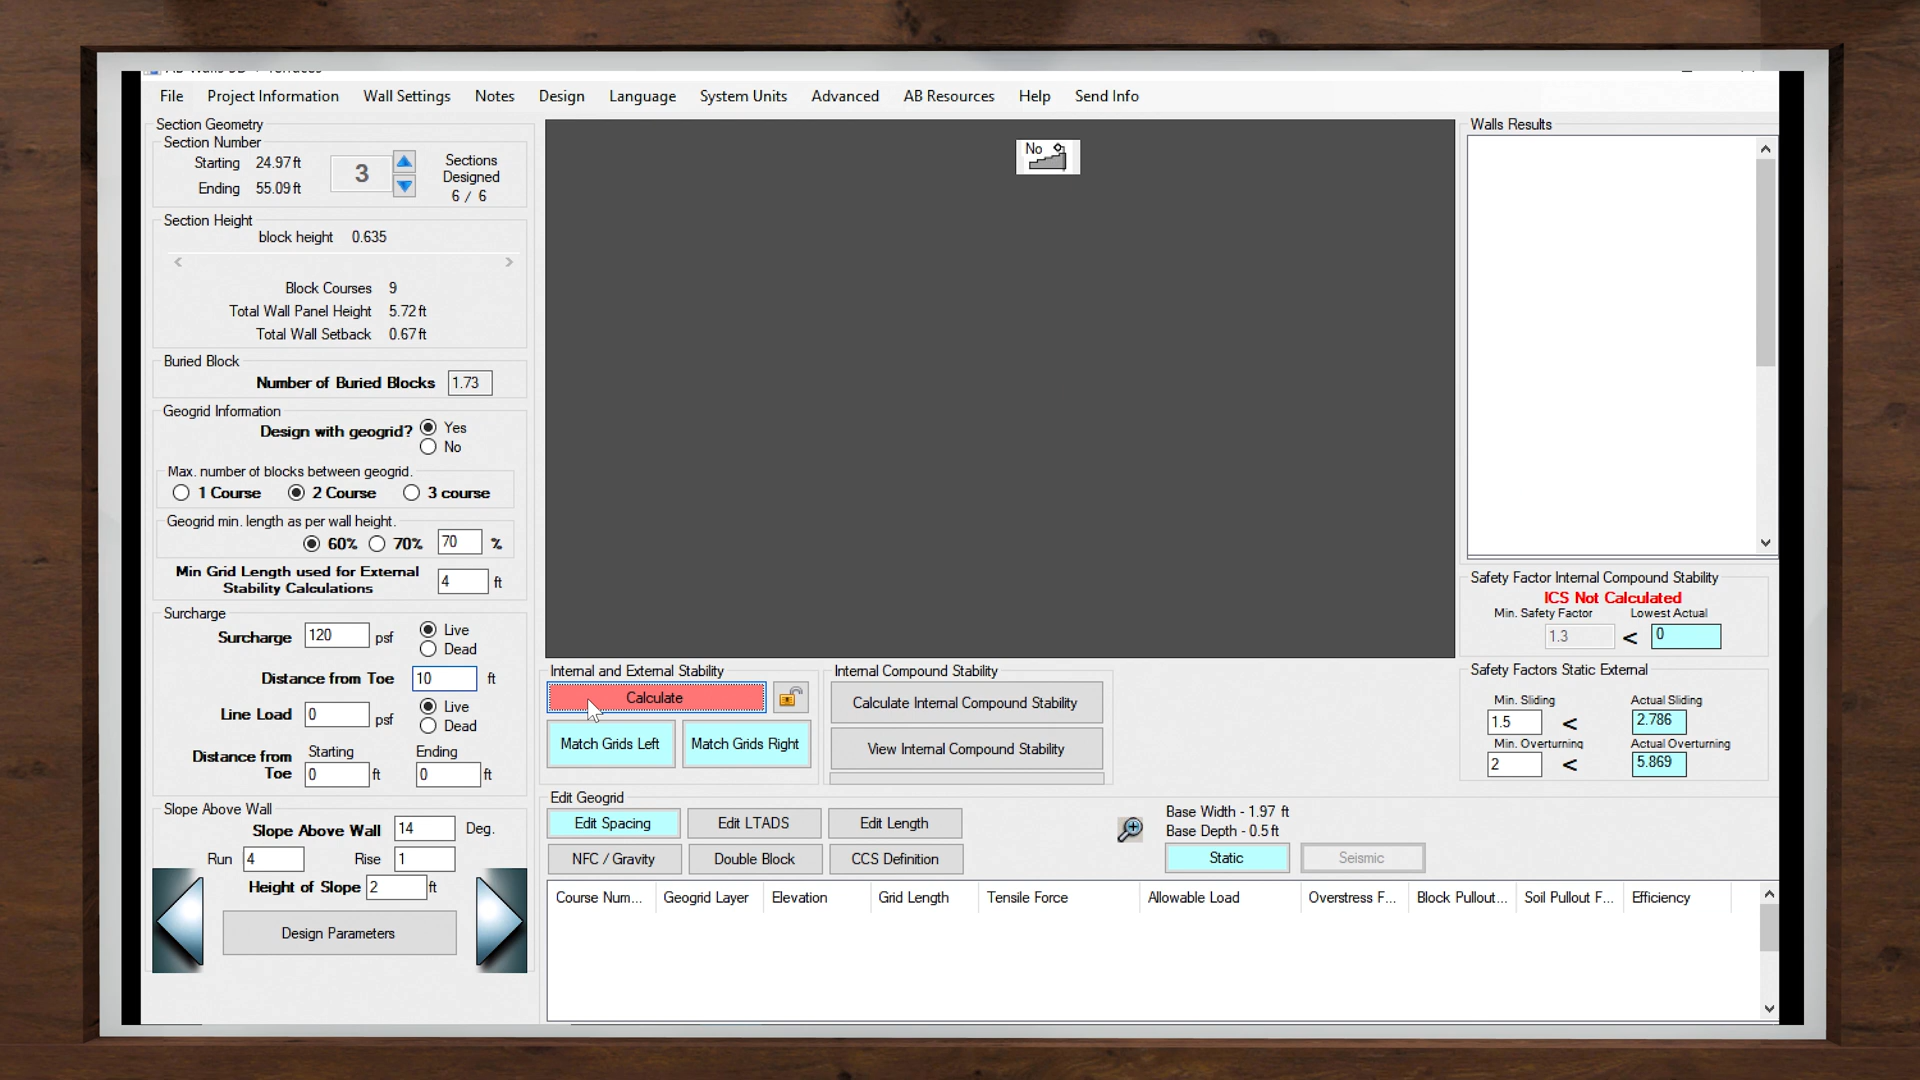 File Project Information Wall Settings Notes Design Language System Units Advanced AB Resources Help Send Info
Section Geometry
Section Number
Starting 24.97 ft
Ending 55.09 ft
3
Sections
Designed
6 / 6
Section Height
block height 0.635
< >
Block Courses 9
Total Wall Panel Height 5.72 ft
Total Wall Setback 0.67 ft
Buried Block
Number of Buried Blocks 1.73
Geogrid Information
Design with geogrid? Yes
No
Max. number of blocks between geogrid.
1 Course 2 Course 3 course
Geogrid min. length as per wall height.
60% 70% 70 %
Min Grid Length used for External
Stability Calculations 4 ft
Surcharge
Surcharge 120 psf Live
Dead
Distance from Toe 10 ft
Line Load 0 psf Live
Dead
Distance from
Toe
Starting Ending
0 ft 0 ft
Slope Above Wall
Slope Above Wall 14 Deg.
Run 4 Rise 1
Height of Slope 2 ft
Design Parameters
No
Internal and External Stability
Calculate
Match Grids Left Match Grids Right
Internal Compound Stability
Calculate Internal Compound Stability
View Internal Compound Stability
Edit Geogrid
Edit Spacing Edit LTADS Edit Length
NFC / Gravity Double Block CCS Definition
Base Width - 1.97 ft
Base Depth - 0.5 ft
Static Seismic
Course Num... Geogrid Layer Elevation Grid Length Tensile Force Allowable Load Overstress F... Block Pullout... Soil Pullout F... Efficiency
Walls Results
Safety Factor Internal Compound Stability
ICS Not Calculated
Min. Safety Factor Lowest Actual
1.3 < 0
Safety Factors Static External
Min. Sliding Actual Sliding
1.5 < 2.786
Min. Overturning Actual Overturning
2 < 5.869